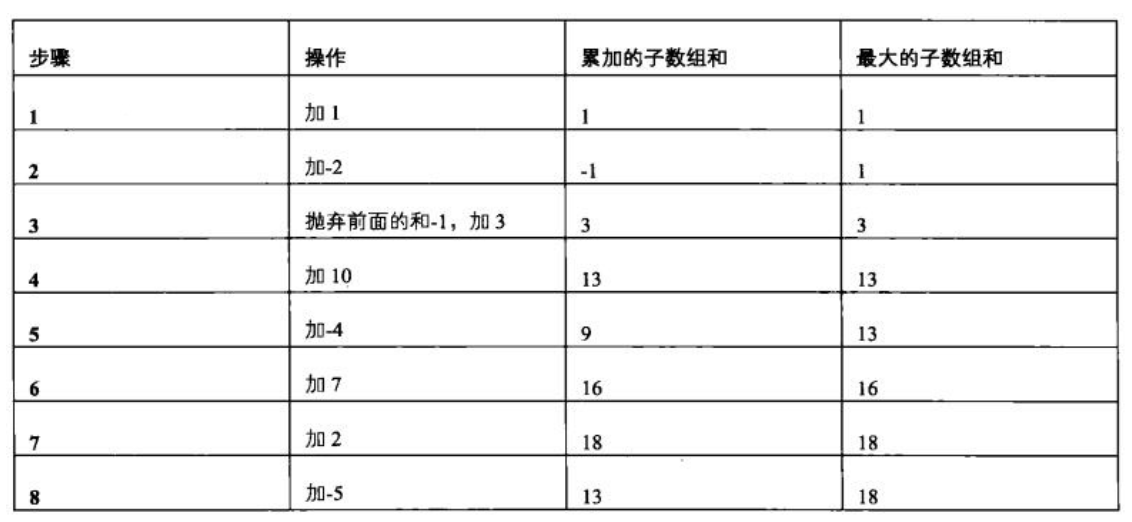 步骤 操作 累加的子数组和 最大的子数组和
1 加 1 1 1
2 加-2 -1 1
3 抛弃前面的和-1，加 3 3 3
4 加 10 13 13
5 加-4 9 13
6 加 7 16 16
7 加 2 18 18
8 加-5 13 18